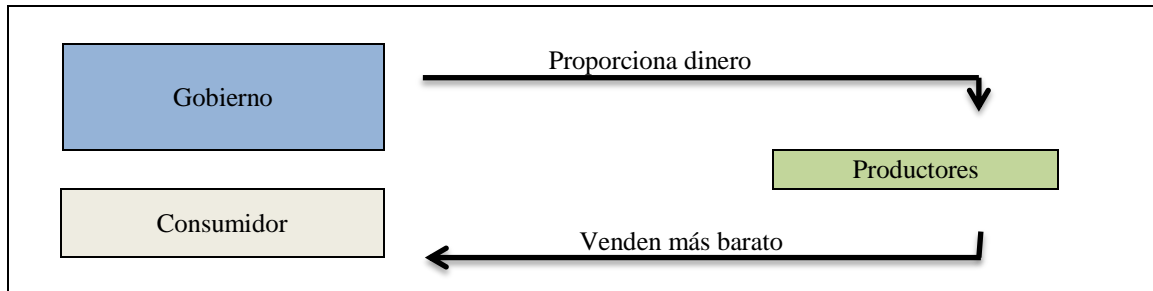 Proporciona dinero
Gobierno
Productores
Consumidor
Venden más barato